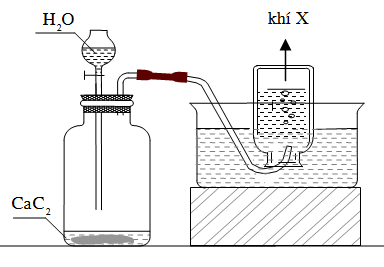 H₂O
khí X
CaC₂